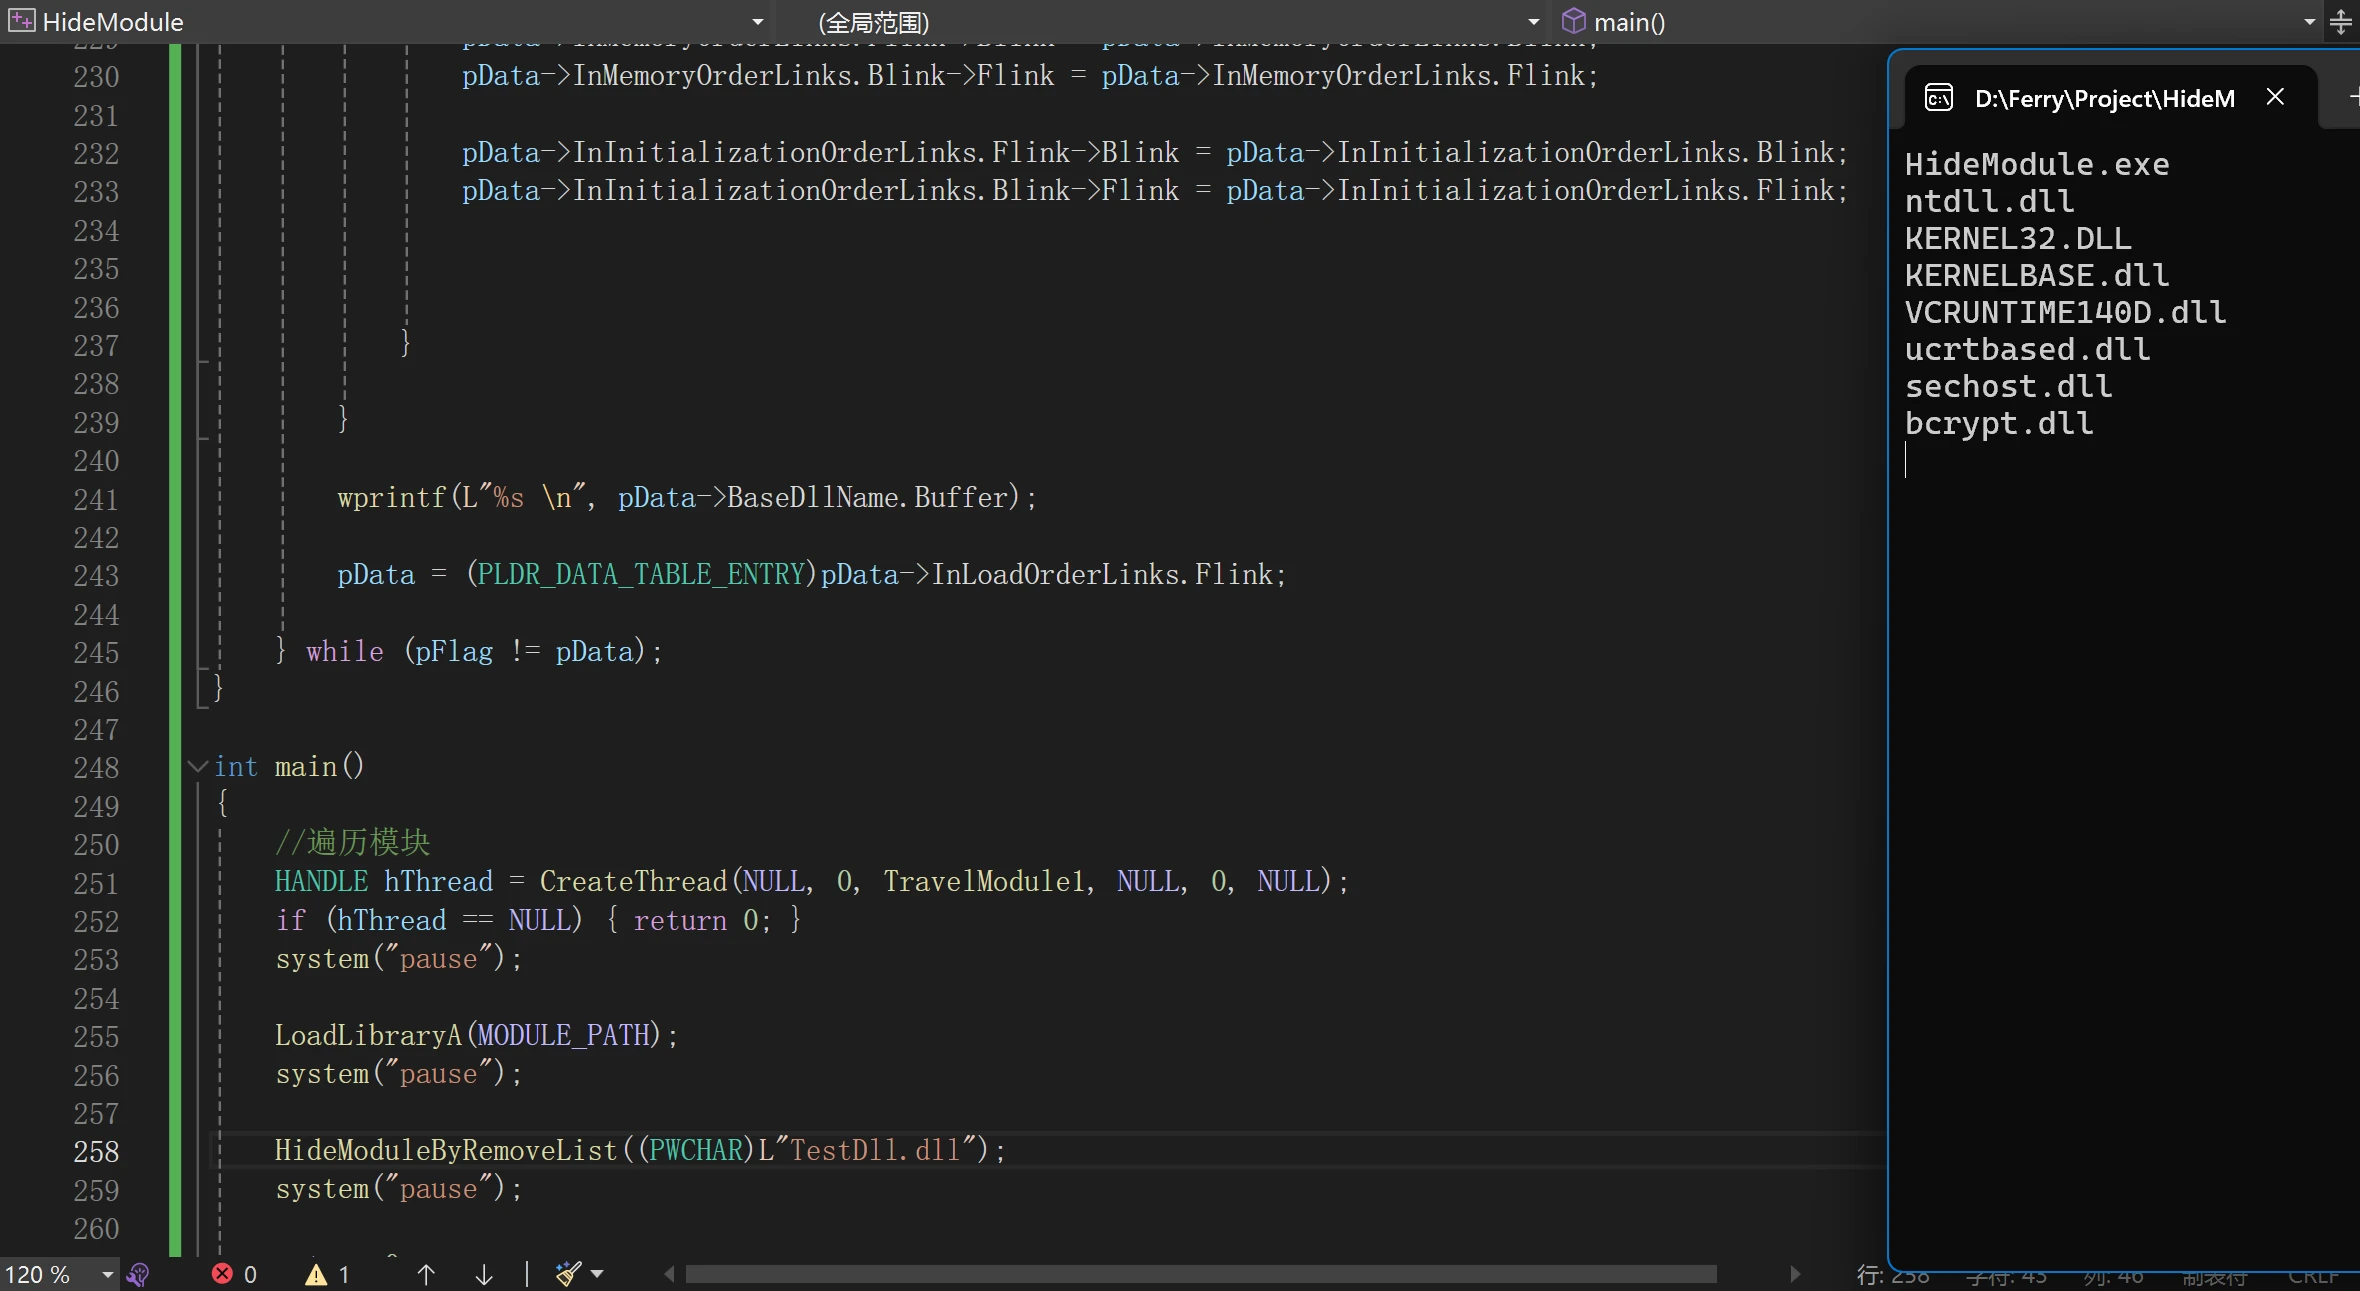 HideModule
(全局范围)
main()
230 pData->InMemoryOrderLinks.Blink->Flink = pData->InMemoryOrderLinks.Flink;
231
232 pData->InInitializationOrderLinks.Flink->Blink = pData->InInitializationOrderLinks.Blink;
233 pData->InInitializationOrderLinks.Blink->Flink = pData->InInitializationOrderLinks.Flink;
234
235
236
237 }
238
239 }
240
241 wprintf(L"%s \n", pData->BaseDllName.Buffer);
242
243 pData = (PLDR_DATA_TABLE_ENTRY)pData->InLoadOrderLinks.Flink;
244
245 } while (pFlag != pData);
246 }
247
248 int main()
249 {
250 //遍历模块
251 HANDLE hThread = CreateThread(NULL, 0, TravelModule1, NULL, 0, NULL);
252 if (hThread == NULL) { return 0; }
253 system("pause");
254
255 LoadLibraryA(MODULE_PATH);
256 system("pause");
257
258 HideModuleByRemoveList((PWCHAR)L"TestDll.dll");
259 system("pause");
260
D:\Ferry\Project\HideM
HideModule.exe
ntdll.dll
KERNEL32.DLL
KERNELBASE.dll
VCRUNTIME140D.dll
ucrtbased.dll
sechost.dll
bcrypt.dll
120 %
0
1
行: 258 字符: 43 列: 46 制表符 CRLF